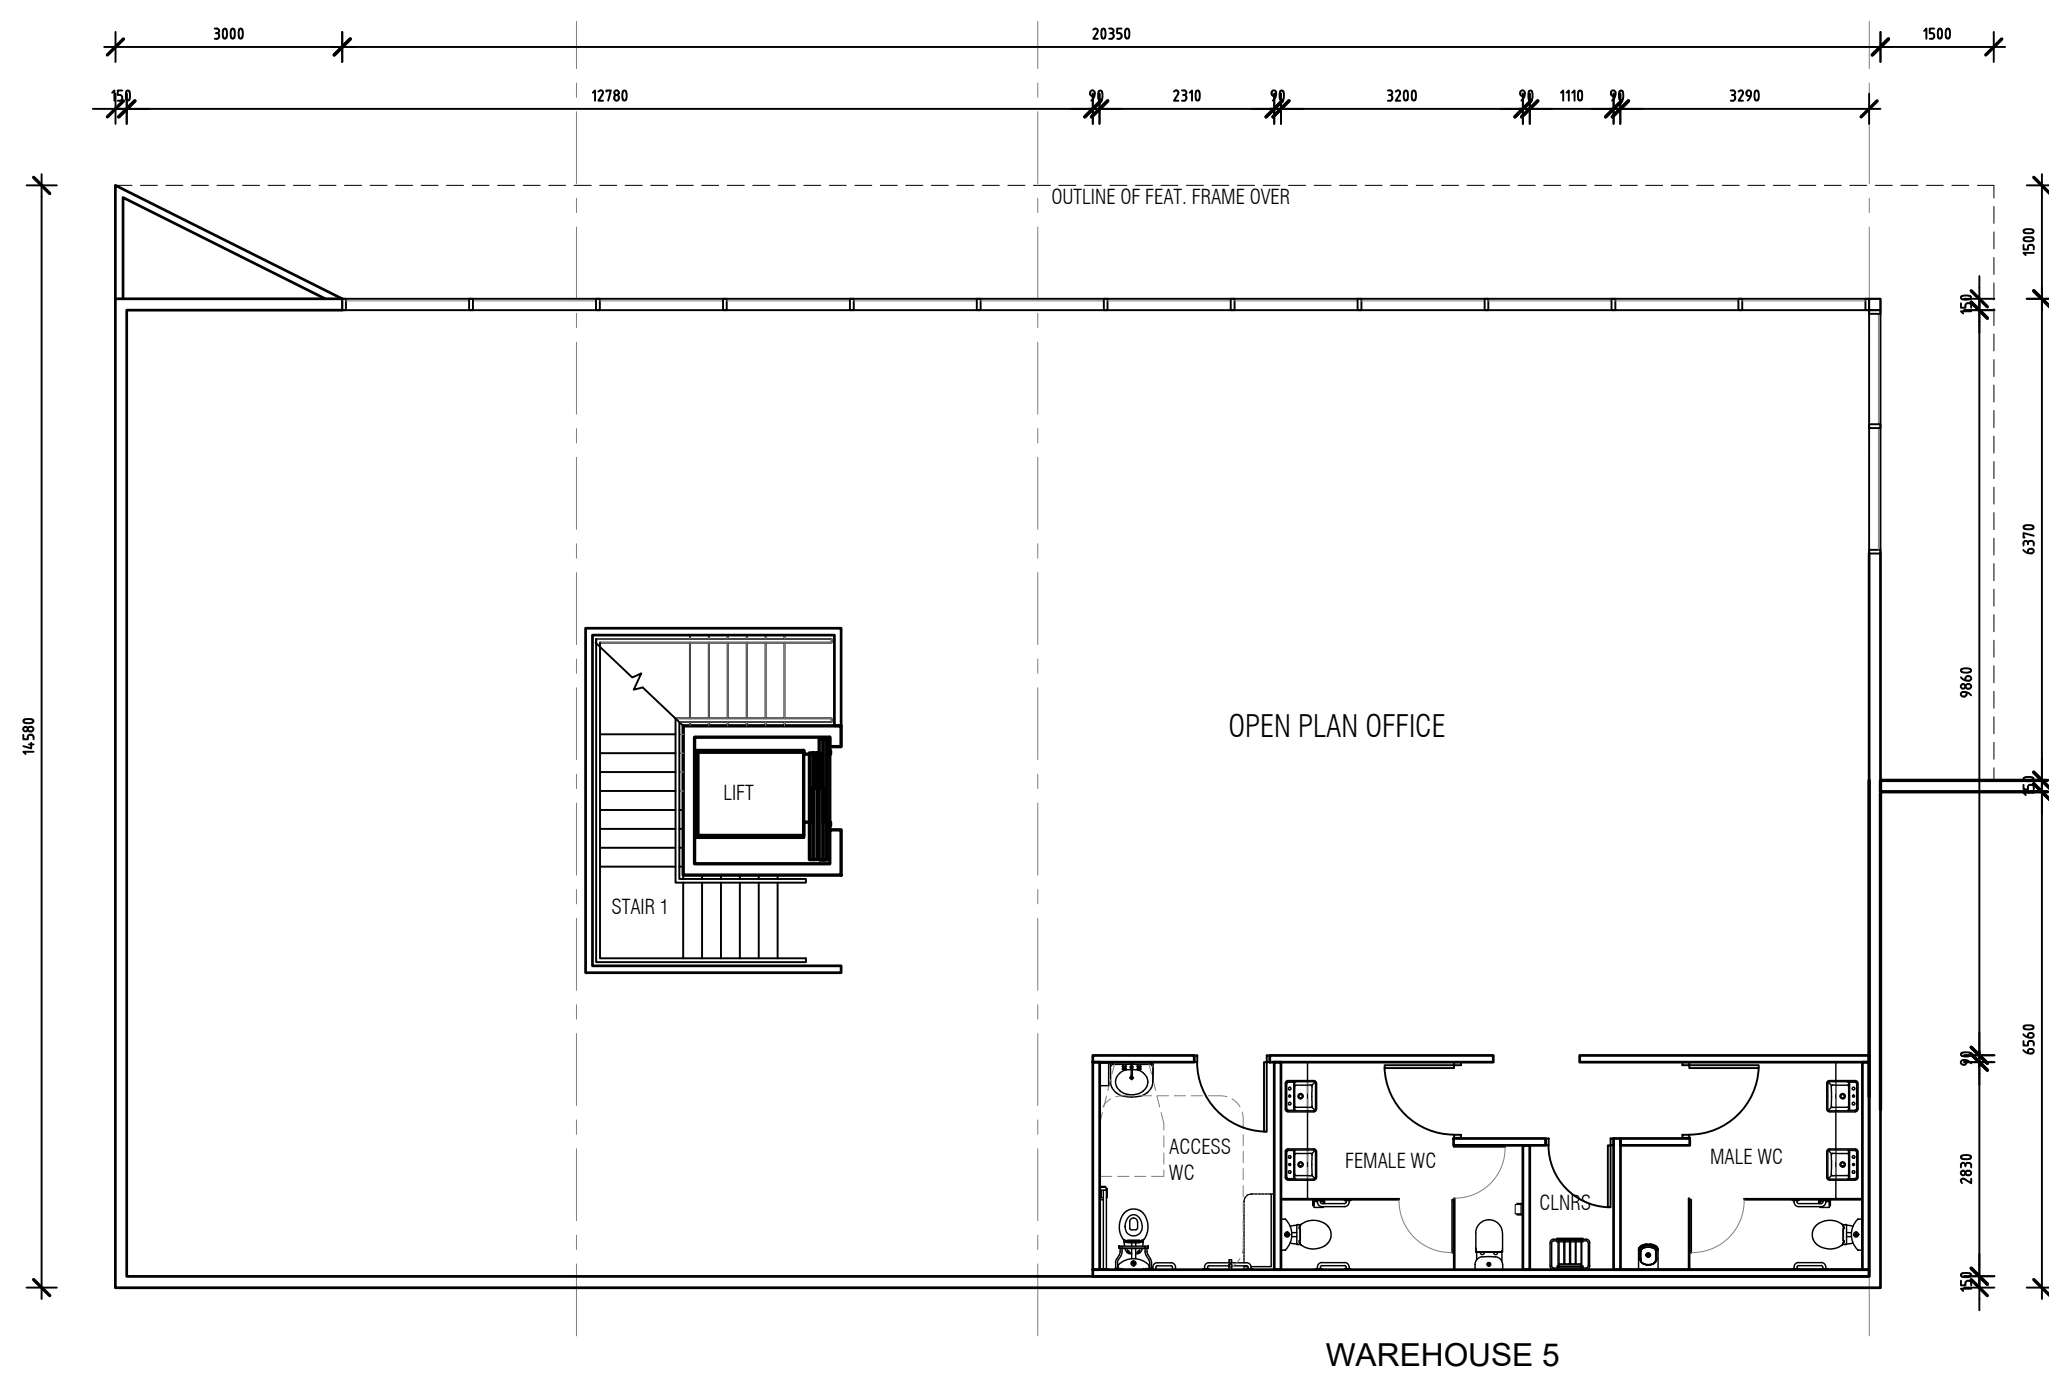 3000 20350 1500
150 12780 90 2310 90 3200 90 1110 90 3290
OUTLINE OF FEAT. FRAME OVER
1500
150
6370
9860
OPEN PLAN OFFICE
14580
LIFT
150
STAIR 1
6560
90
ACCESS
WC
FEMALE WC
MALE WC
2830
CLNRS
150
WAREHOUSE 5